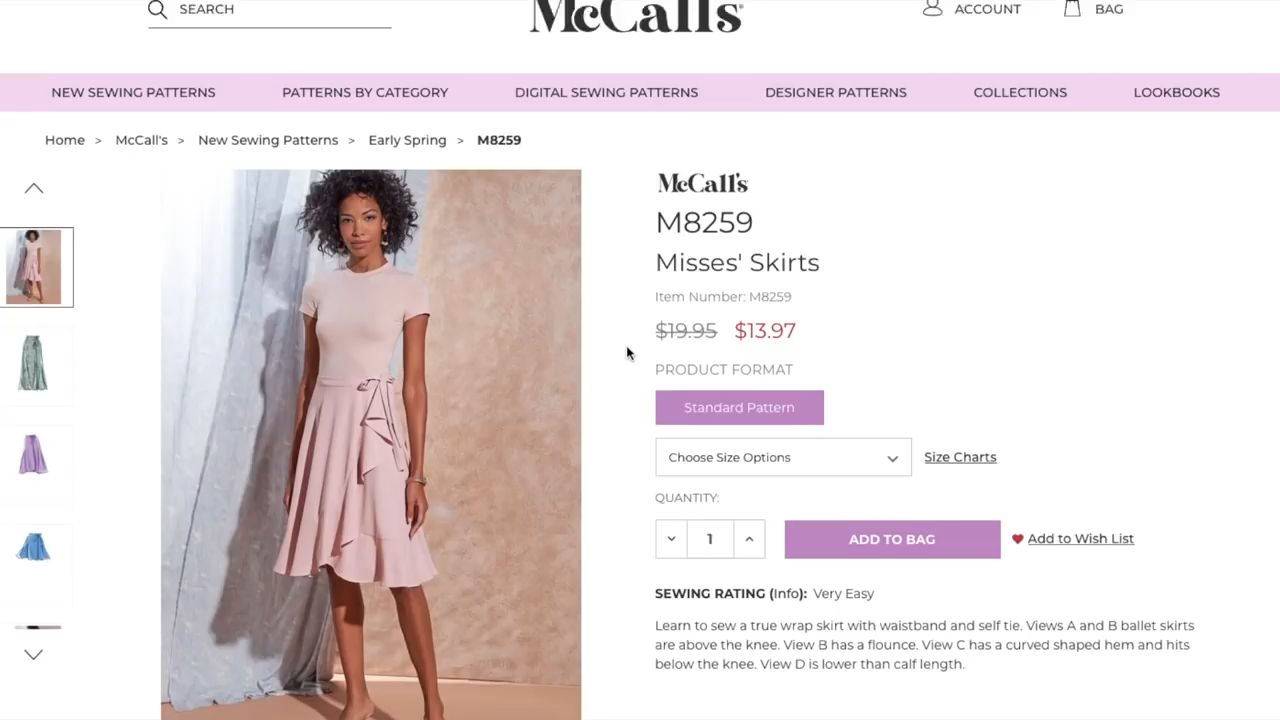 SEARCH
McCall's
ACCOUNT
BAG
NEW SEWING PATTERNS
PATTERNS BY CATEGORY
DIGITAL SEWING PATTERNS
DESIGNER PATTERNS
COLLECTIONS
LOOKBOOKS
Home > McCall's > New Sewing Patterns > Early Spring > M8259
McCall's
M8259
Misses' Skirts
Item Number: M8259
$19.95 $13.97
PRODUCT FORMAT
Standard Pattern
Choose Size Options
Size Charts
QUANTITY:
1
ADD TO BAG
Add to Wish List
SEWING RATING (Info): Very Easy
Learn to sew a true wrap skirt with waistband and self tie. Views A and B ballet skirts
are above the knee. View B has a flounce. View C has a curved shaped hem and hits
below the knee. View D is lower than calf length.